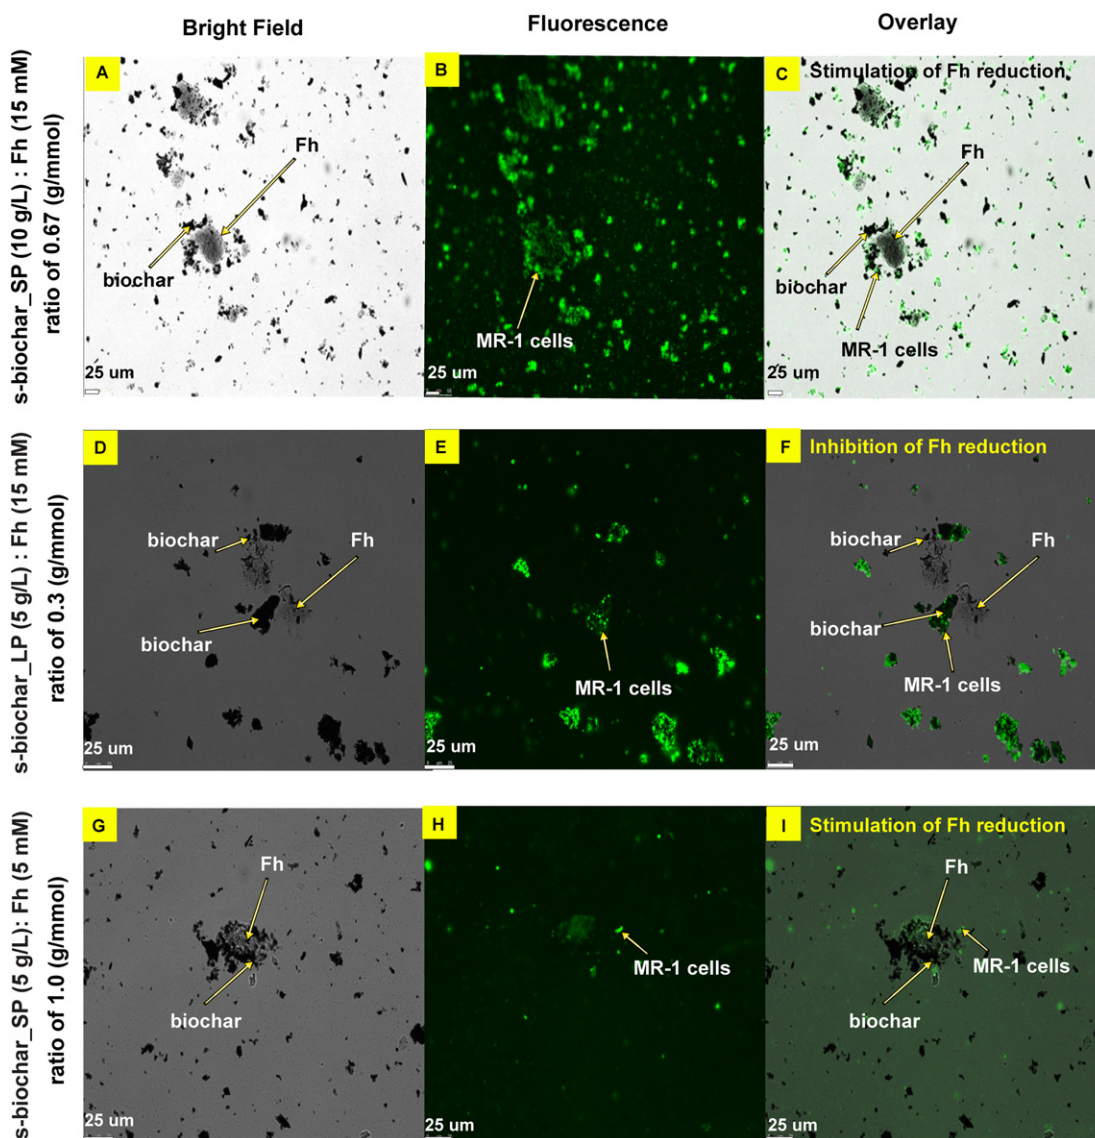 Bright Field
Fluorescence
Overlay
s-biochar_SP (10 g/L) : Fh (15 mM)
ratio of 0.67 (g/mmol)
A
Fh
biochar
25 um
B
MR-1 cells
25 um
C
Stimulation of Fh reduction
Fh
biochar
MR-1 cells
25 um
s-biochar_LP (5 g/L) : Fh (15 mM)
ratio of 0.3 (g/mmol)
D
biochar
Fh
biochar
25 um
E
MR-1 cells
25 um
F
Inhibition of Fh reduction
biochar
Fh
biochar
MR-1 cells
25 um
s-biochar_SP (5 g/L): Fh (5 mM)
ratio of 1.0 (g/mmol)
G
Fh
biochar
25 um
H
MR-1 cells
25 um
I
Stimulation of Fh reduction
Fh
MR-1 cells
biochar
25 um